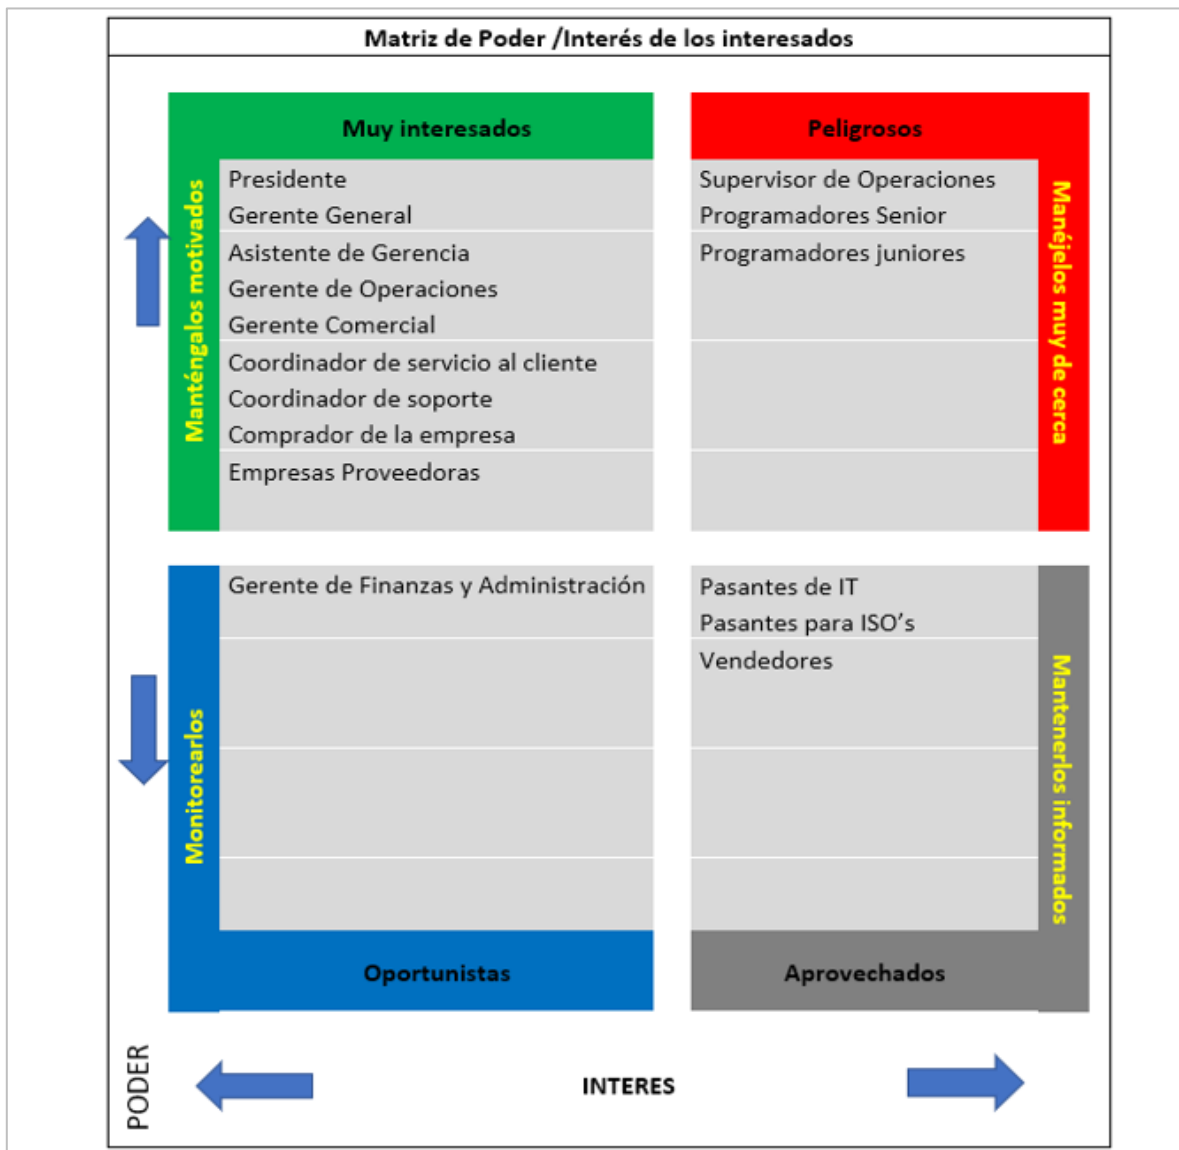 Matriz de Poder /Interés de los interesados
Muy interesados
Manténgalos motivados
Presidente
Gerente General
Asistente de Gerencia
Gerente de Operaciones
Gerente Comercial
Coordinador de servicio al cliente
Coordinador de soporte
Comprador de la empresa
Empresas Proveedoras
Peligrosos
Supervisor de Operaciones
Programadores Senior
Programadores juniores
Manéjelos muy de cerca
Monitorearlos
Gerente de Finanzas y Administración
Oportunistas
Pasantes de IT
Pasantes para ISO’s
Vendedores
Mantenerlos informados
Aprovechados
PODER
INTERES